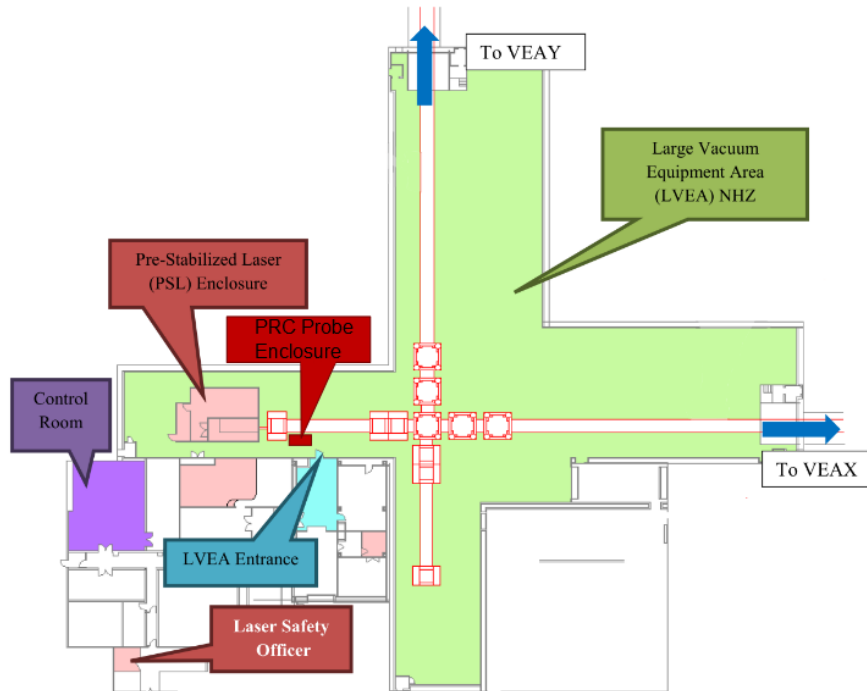 To VEAY
Large Vacuum
Equipment Area
(LVEA) NHZ
Pre-Stabilized Laser
(PSL) Enclosure
PRC Probe
Enclosure
Control
Room
To VEAX
LVEA Entrance
Laser Safety
Officer